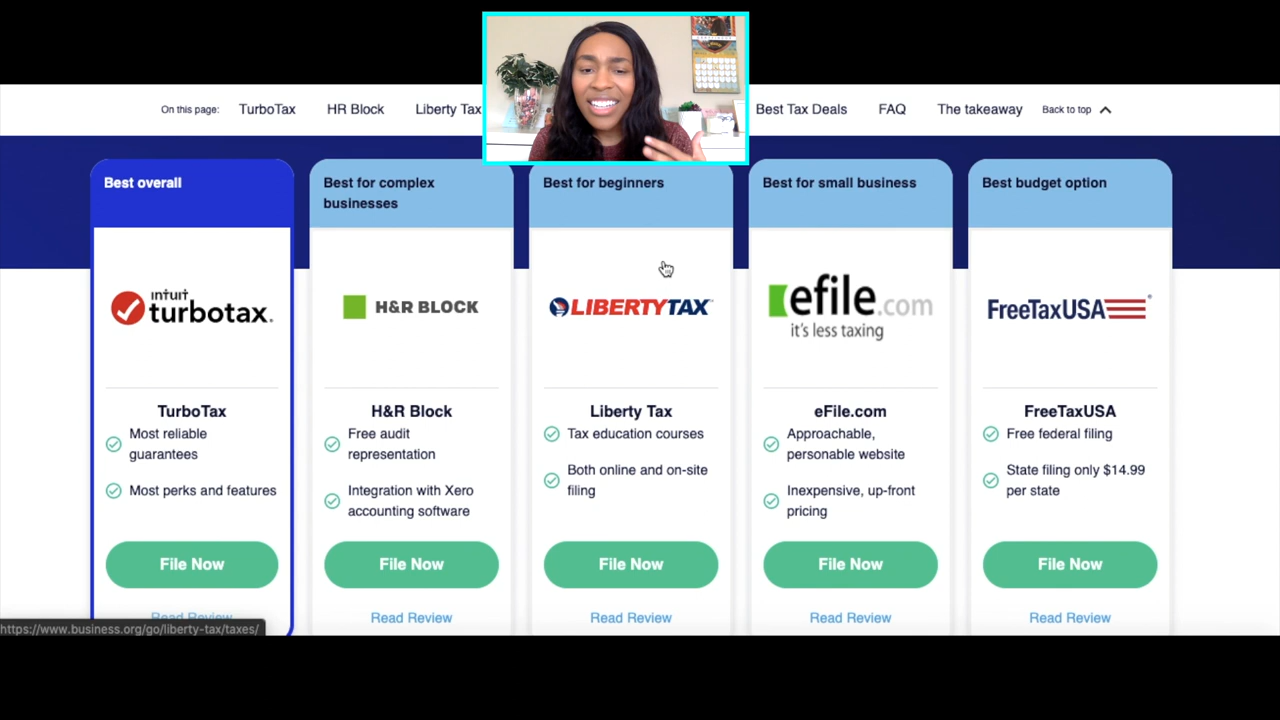 On this page:
TurboTax
HR Block
Liberty Tax
Best Tax Deals
FAQ
The takeaway
Back to top
Best overall
intuit
turbotax.
TurboTax
Most reliable
guarantees
Most perks and features
File Now
Read Review
Best for complex
businesses
H&R BLOCK
H&R Block
Free audit
representation
Integration with Xero
accounting software
File Now
Read Review
Best for beginners
LIBERTYTAX
Liberty Tax
Tax education courses
Both online and on-site
filing
File Now
Read Review
Best for small business
efile.com
it's less taxing
eFile.com
Approachable,
personable website
Inexpensive, up-front
pricing
File Now
Read Review
Best budget option
FreeTaxUSA®
FreeTaxUSA
Free federal filing
State filing only $14.99
per state
File Now
Read Review
https://www.business.org/go/liberty-tax/taxes/